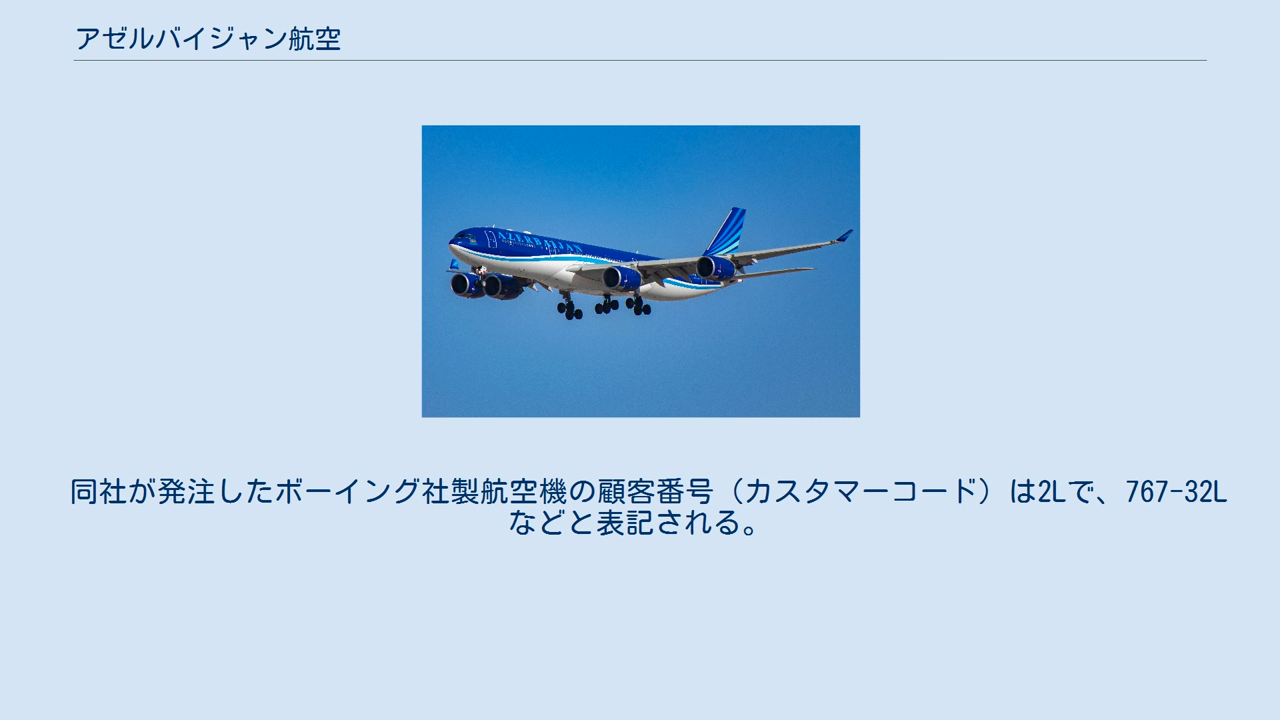 アゼルバイジャン航空
AZERBAIJAN
同社が発注したボーイング社製航空機の顧客番号（カスタマーコード）は2Lで、767-32L
などと表記される。